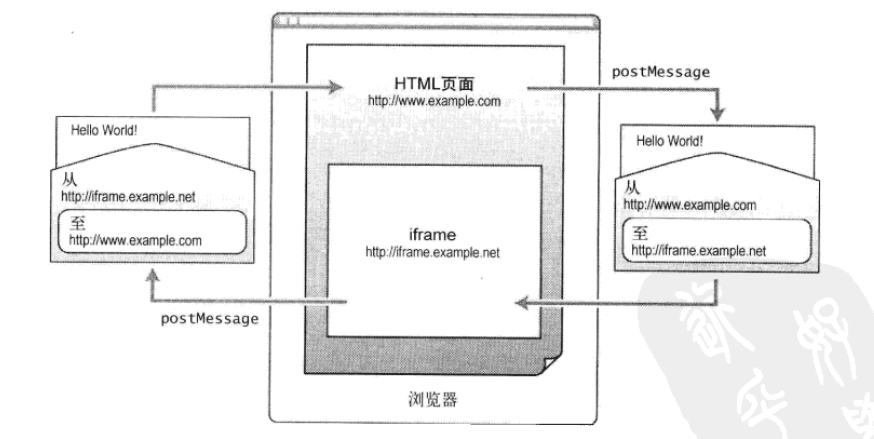 HTML页面
http://www.example.com
postMessage
Hello World!
从
http://iframe.example.net
至
http://www.example.com
Hello World!
从
http://www.example.com
至
http://iframe.example.net
iframe
http://iframe.example.net
postMessage
浏览器